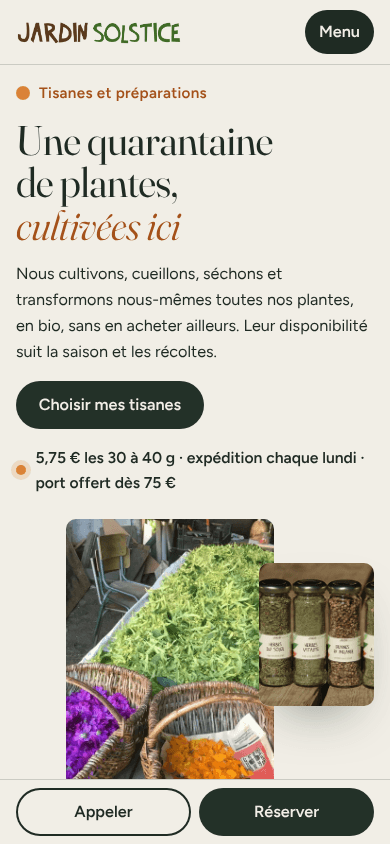 JARDIN SOLSTICE
Menu
Tisanes et préparations
Une quarantaine
de plantes,
cultivées ici
Nous cultivons, cueillons, séchons et
transformons nous-mêmes toutes nos plantes,
en bio, sans en acheter ailleurs. Leur disponibilité
suit la saison et les récoltes.
Choisir mes tisanes
5,75 € les 30 à 40 g · expédition chaque lundi ·
port offert dès 75 €
Appeler
Réserver